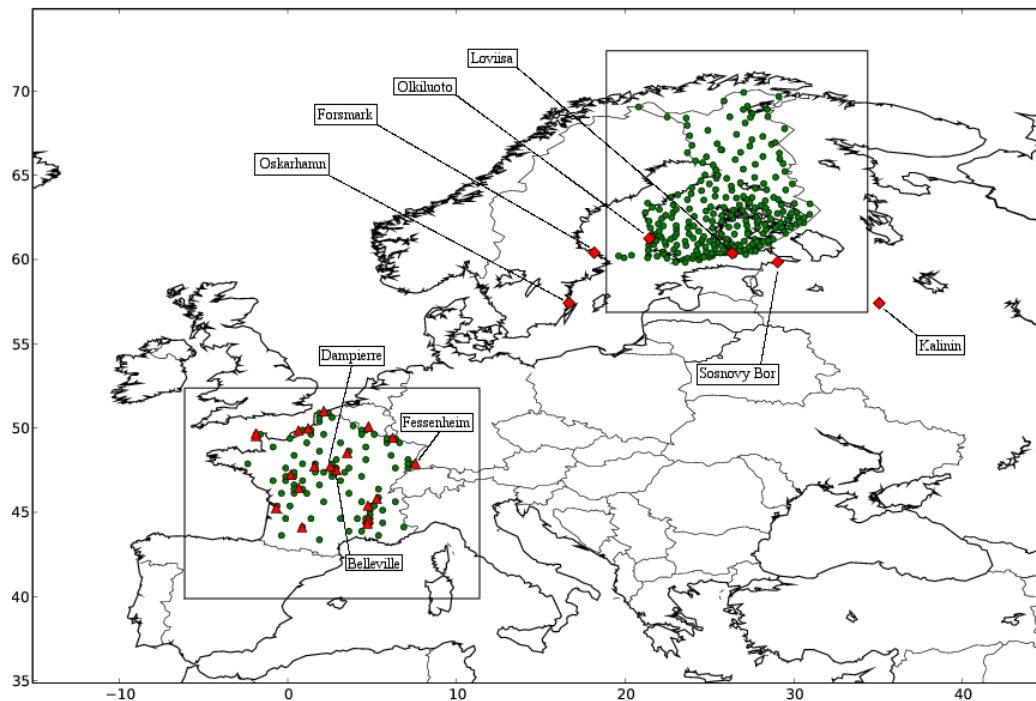 Loviisa
Olkiluoto
Forsmark
Oskarhamn
Kalinin
Sosnovy Bor
Dampierre
Fessenheim
Belleville
70
65
60
55
50
45
40
35
−10
0
10
20
30
40